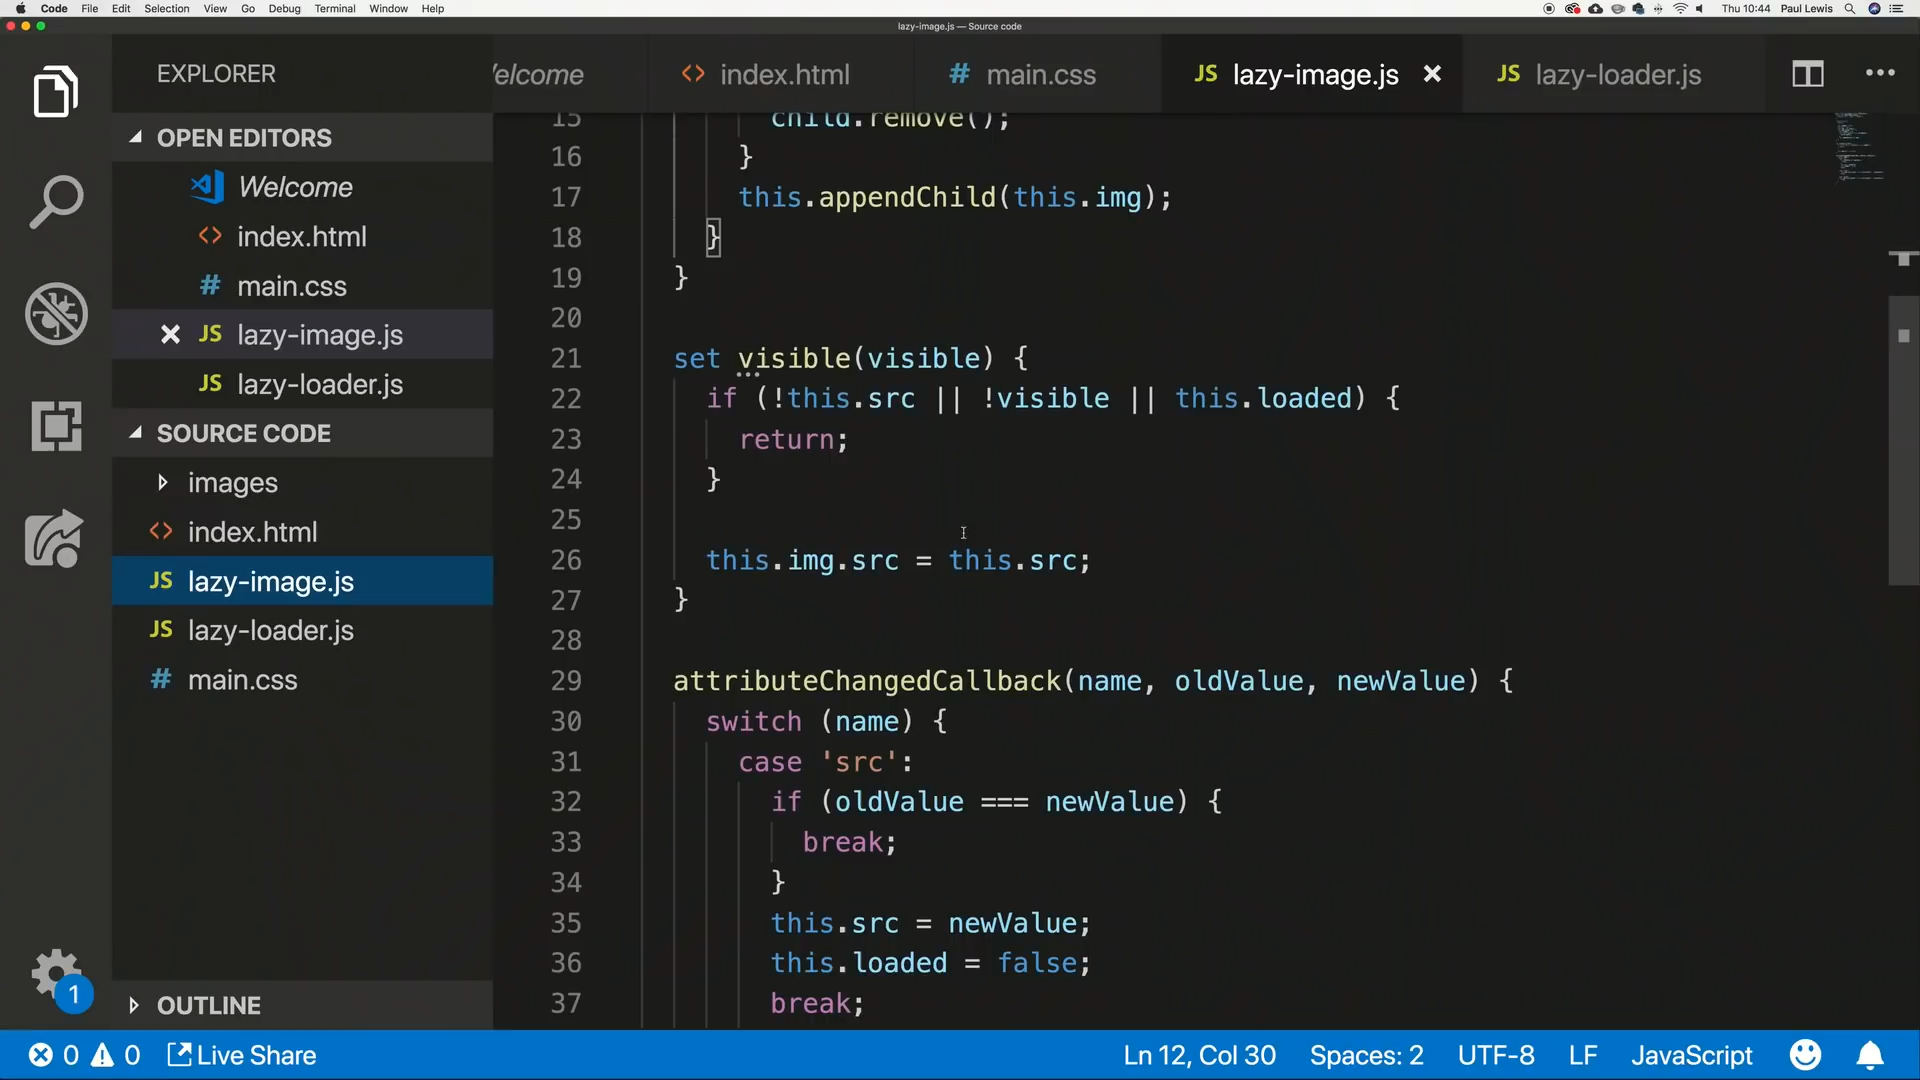 Code File Edit Selection View Go Debug Terminal Window Help
Thu 10:44 Paul Lewis
lazy-image.js — Source code
EXPLORER
elcome
<> index.html
# main.css
JS lazy-image.js
JS lazy-loader.js
•••
OPEN EDITORS
Welcome
<> index.html
# main.css
JS lazy-image.js
JS lazy-loader.js
SOURCE CODE
images
<> index.html
JS lazy-image.js
JS lazy-loader.js
# main.css
OUTLINE
1
15 child.remove();
16 }
17 this.appendChild(this.img);
18 }
19 }
20
21 set visible(visible) {
22 if (!this.src || !visible || this.loaded) {
23 return;
24 }
25
26 this.img.src = this.src;
27 }
28
29 attributeChangedCallback(name, oldValue, newValue) {
30 switch (name) {
31 case 'src':
32 if (oldValue === newValue) {
33 break;
34 }
35 this.src = newValue;
36 this.loaded = false;
37 break;
0 0 Live Share
Ln 12, Col 30 Spaces: 2 UTF-8 LF JavaScript